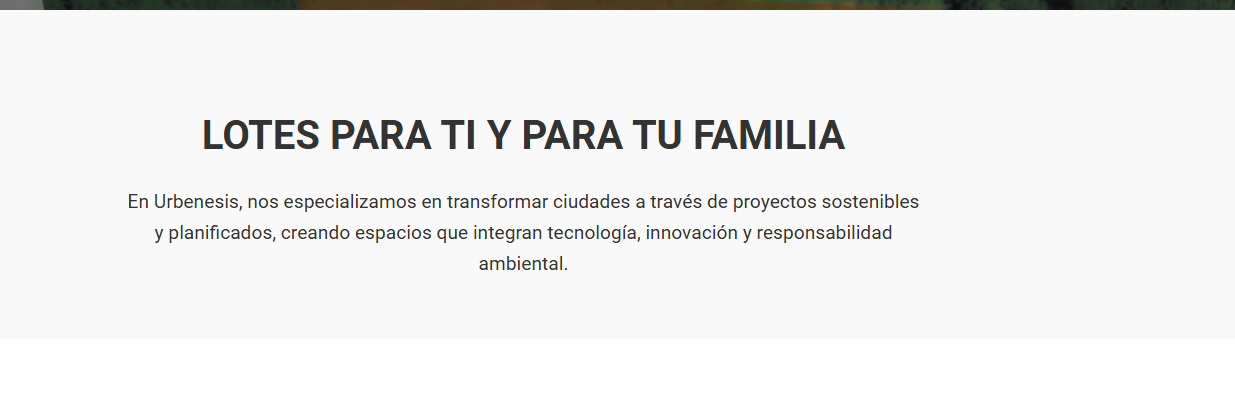 LOTES PARA TI Y PARA TU FAMILIA
En Urbenesis, nos especializamos en transformar ciudades a través de proyectos sostenibles
y planificados, creando espacios que integran tecnología, innovación y responsabilidad
ambiental.